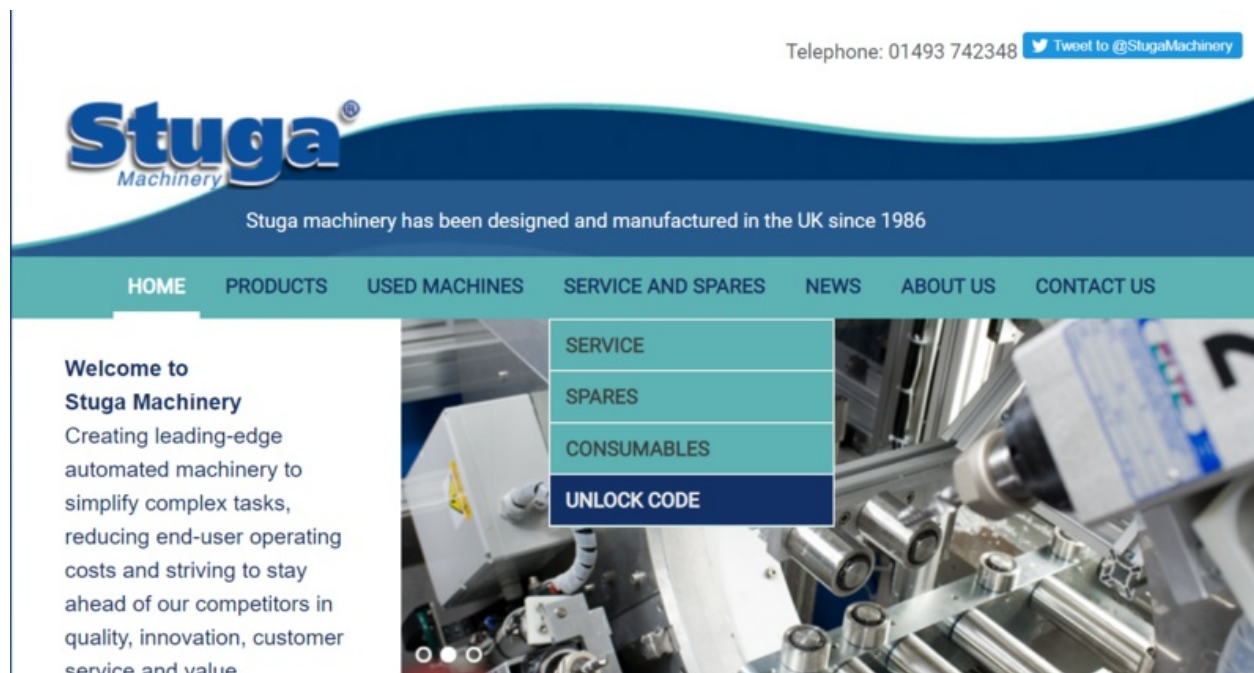 Telephone: 01493 742348
Tweet to @StugaMachinery
Stuga®
Machinery
Stuga machinery has been designed and manufactured in the UK since 1986
HOME PRODUCTS USED MACHINES SERVICE AND SPARES NEWS ABOUT US CONTACT US
SERVICE
SPARES
CONSUMABLES
UNLOCK CODE
Welcome to
Stuga Machinery
Creating leading-edge
automated machinery to
simplify complex tasks,
reducing end-user operating
costs and striving to stay
ahead of our competitors in
quality, innovation, customer
service and value